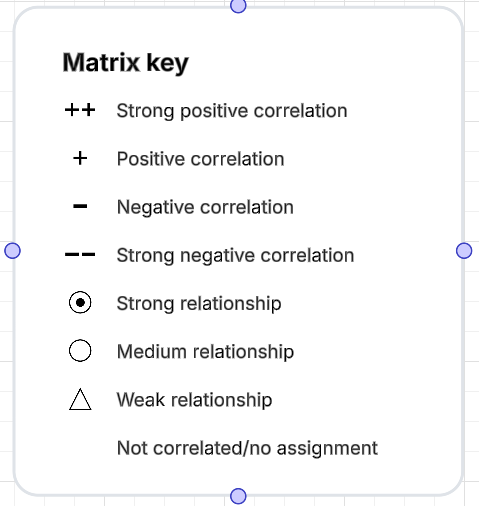 Matrix key
++ Strong positive correlation
+ Positive correlation
− Negative correlation
−− Strong negative correlation
Strong relationship
Medium relationship
Weak relationship
Not correlated/no assignment